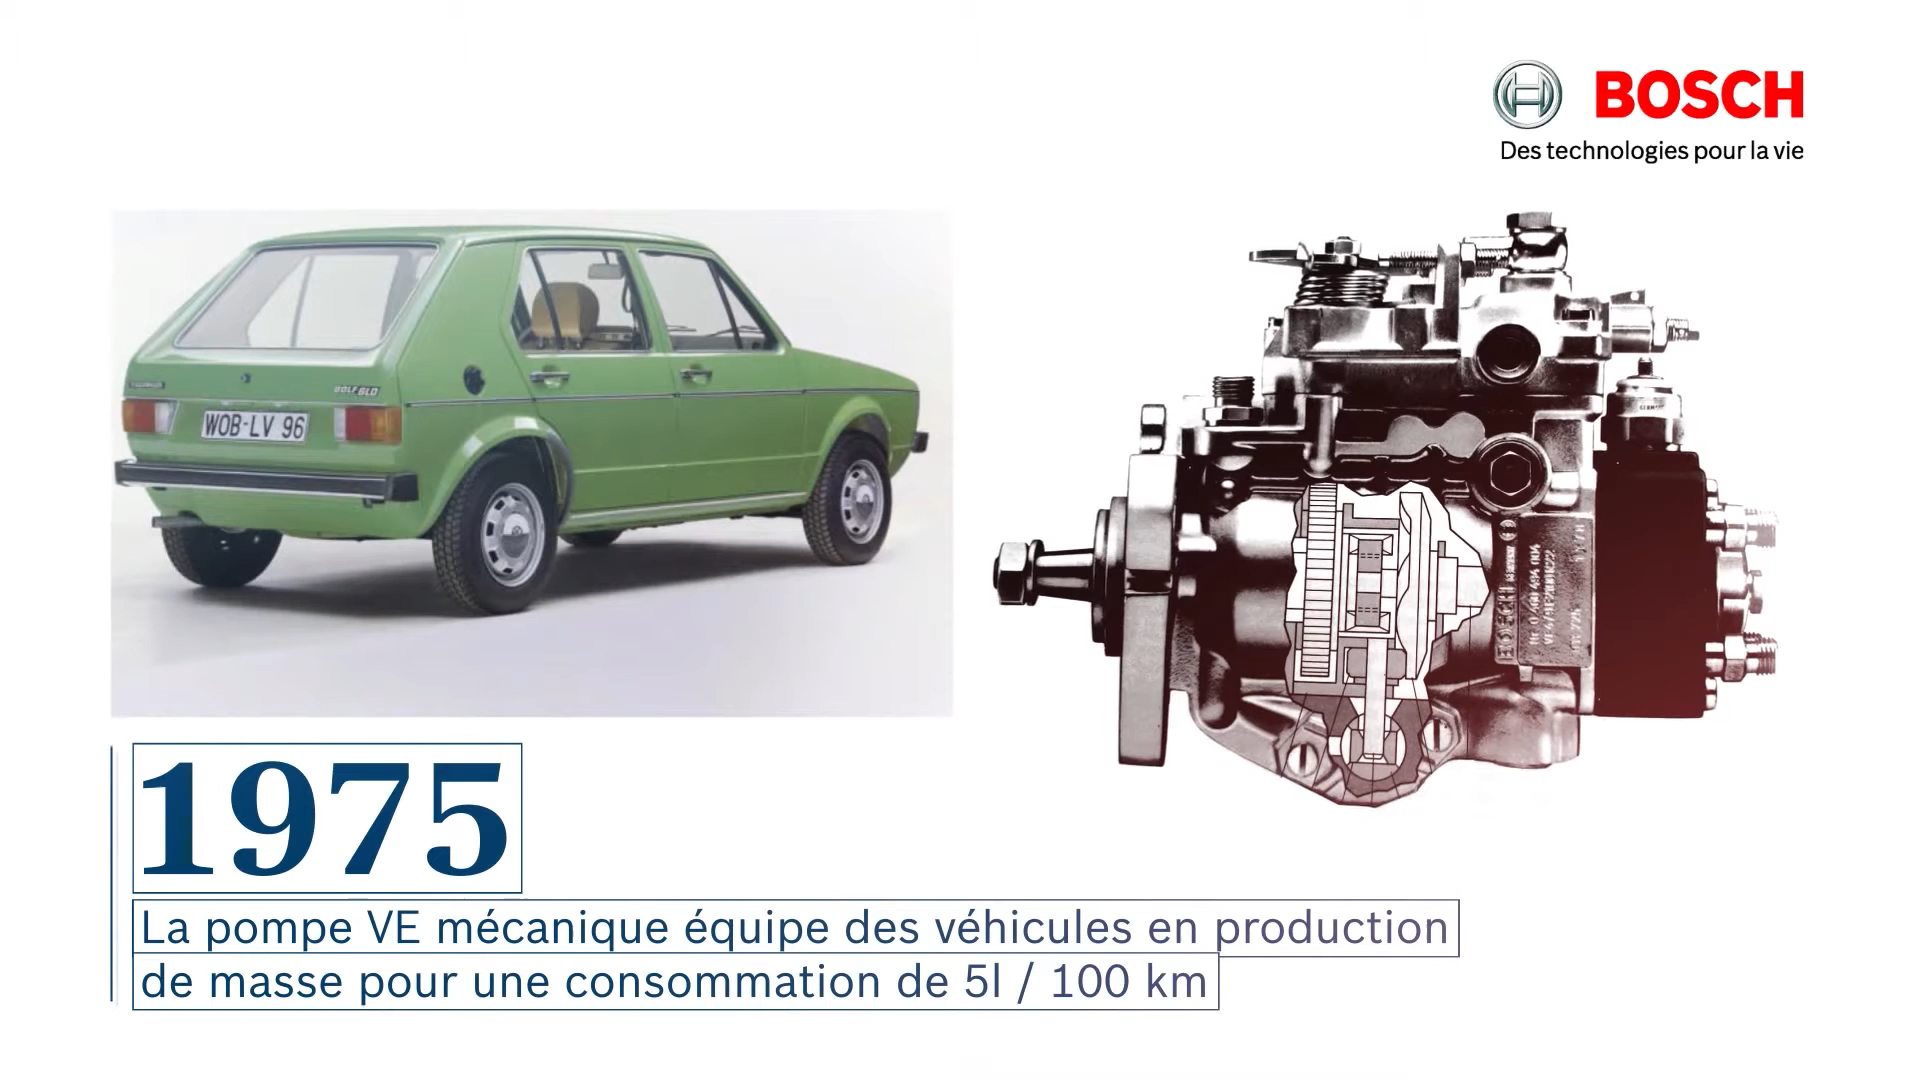 BOSCH
Des technologies pour la vie
GOLF GLD
WOB-LV 96
1975
La pompe VE mécanique équipe des véhicules en production
de masse pour une consommation de 5l / 100 km